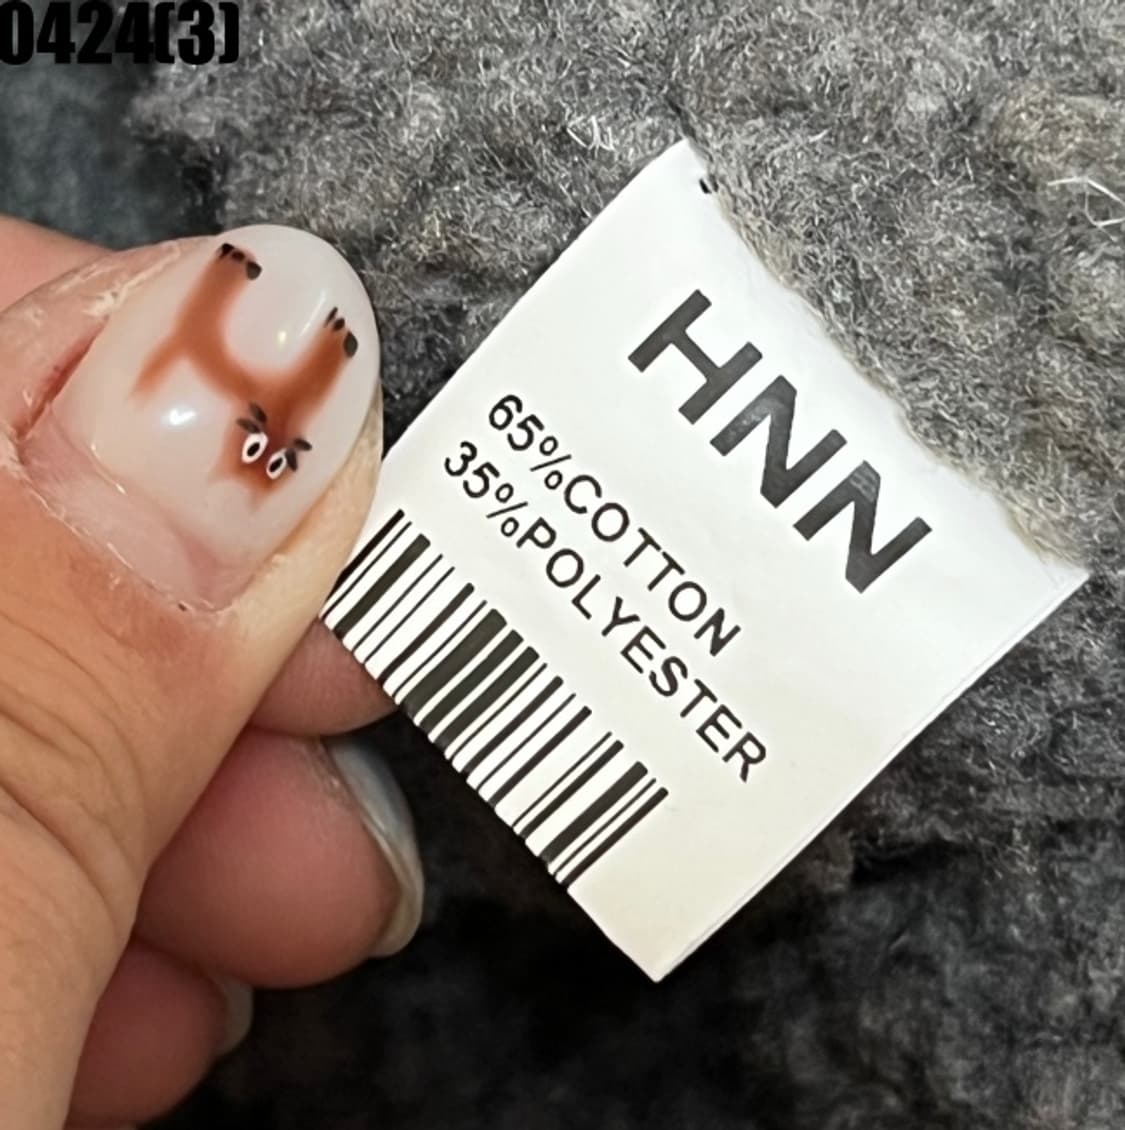 0424(3)
HNN
65%COTTON
35%POLYESTER